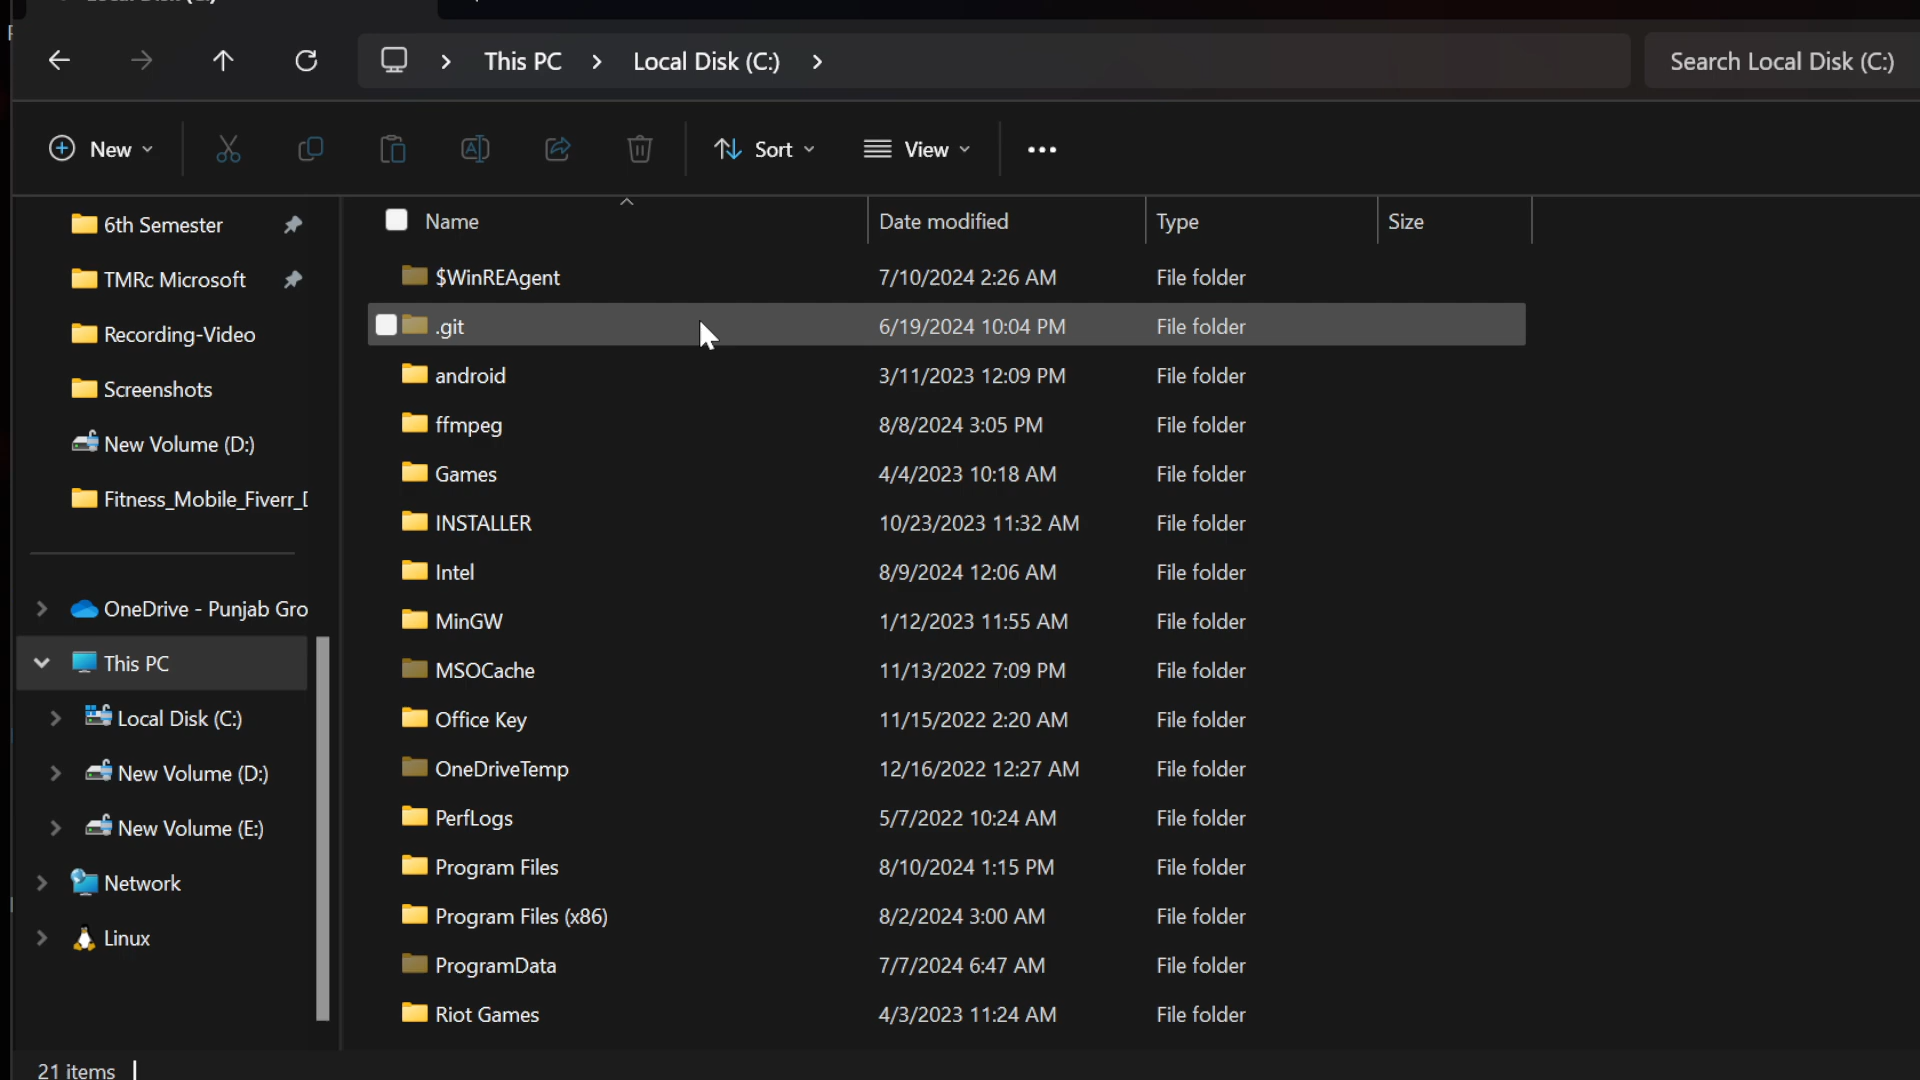 This PC
Local Disk (C:)
Search Local Disk (C:)
New
Sort
View
6th Semester
TMRc Microsoft
Recording-Video
Screenshots
New Volume (D:)
Fitness_Mobile_Fiverr_
OneDrive - Punjab Gro
This PC
Local Disk (C:)
New Volume (D:)
New Volume (E:)
Network
Linux
Name Date modified Type Size
$WinREAgent 7/10/2024 2:26 AM File folder
.git 6/19/2024 10:04 PM File folder
android 3/11/2023 12:09 PM File folder
ffmpeg 8/8/2024 3:05 PM File folder
Games 4/4/2023 10:18 AM File folder
INSTALLER 10/23/2023 11:32 AM File folder
Intel 8/9/2024 12:06 AM File folder
MinGW 1/12/2023 11:55 AM File folder
MSOCache 11/13/2022 7:09 PM File folder
Office Key 11/15/2022 2:20 AM File folder
OneDriveTemp 12/16/2022 12:27 AM File folder
PerfLogs 5/7/2022 10:24 AM File folder
Program Files 8/10/2024 1:15 PM File folder
Program Files (x86) 8/2/2024 3:00 AM File folder
ProgramData 7/7/2024 6:47 AM File folder
Riot Games 4/3/2023 11:24 AM File folder
21 items